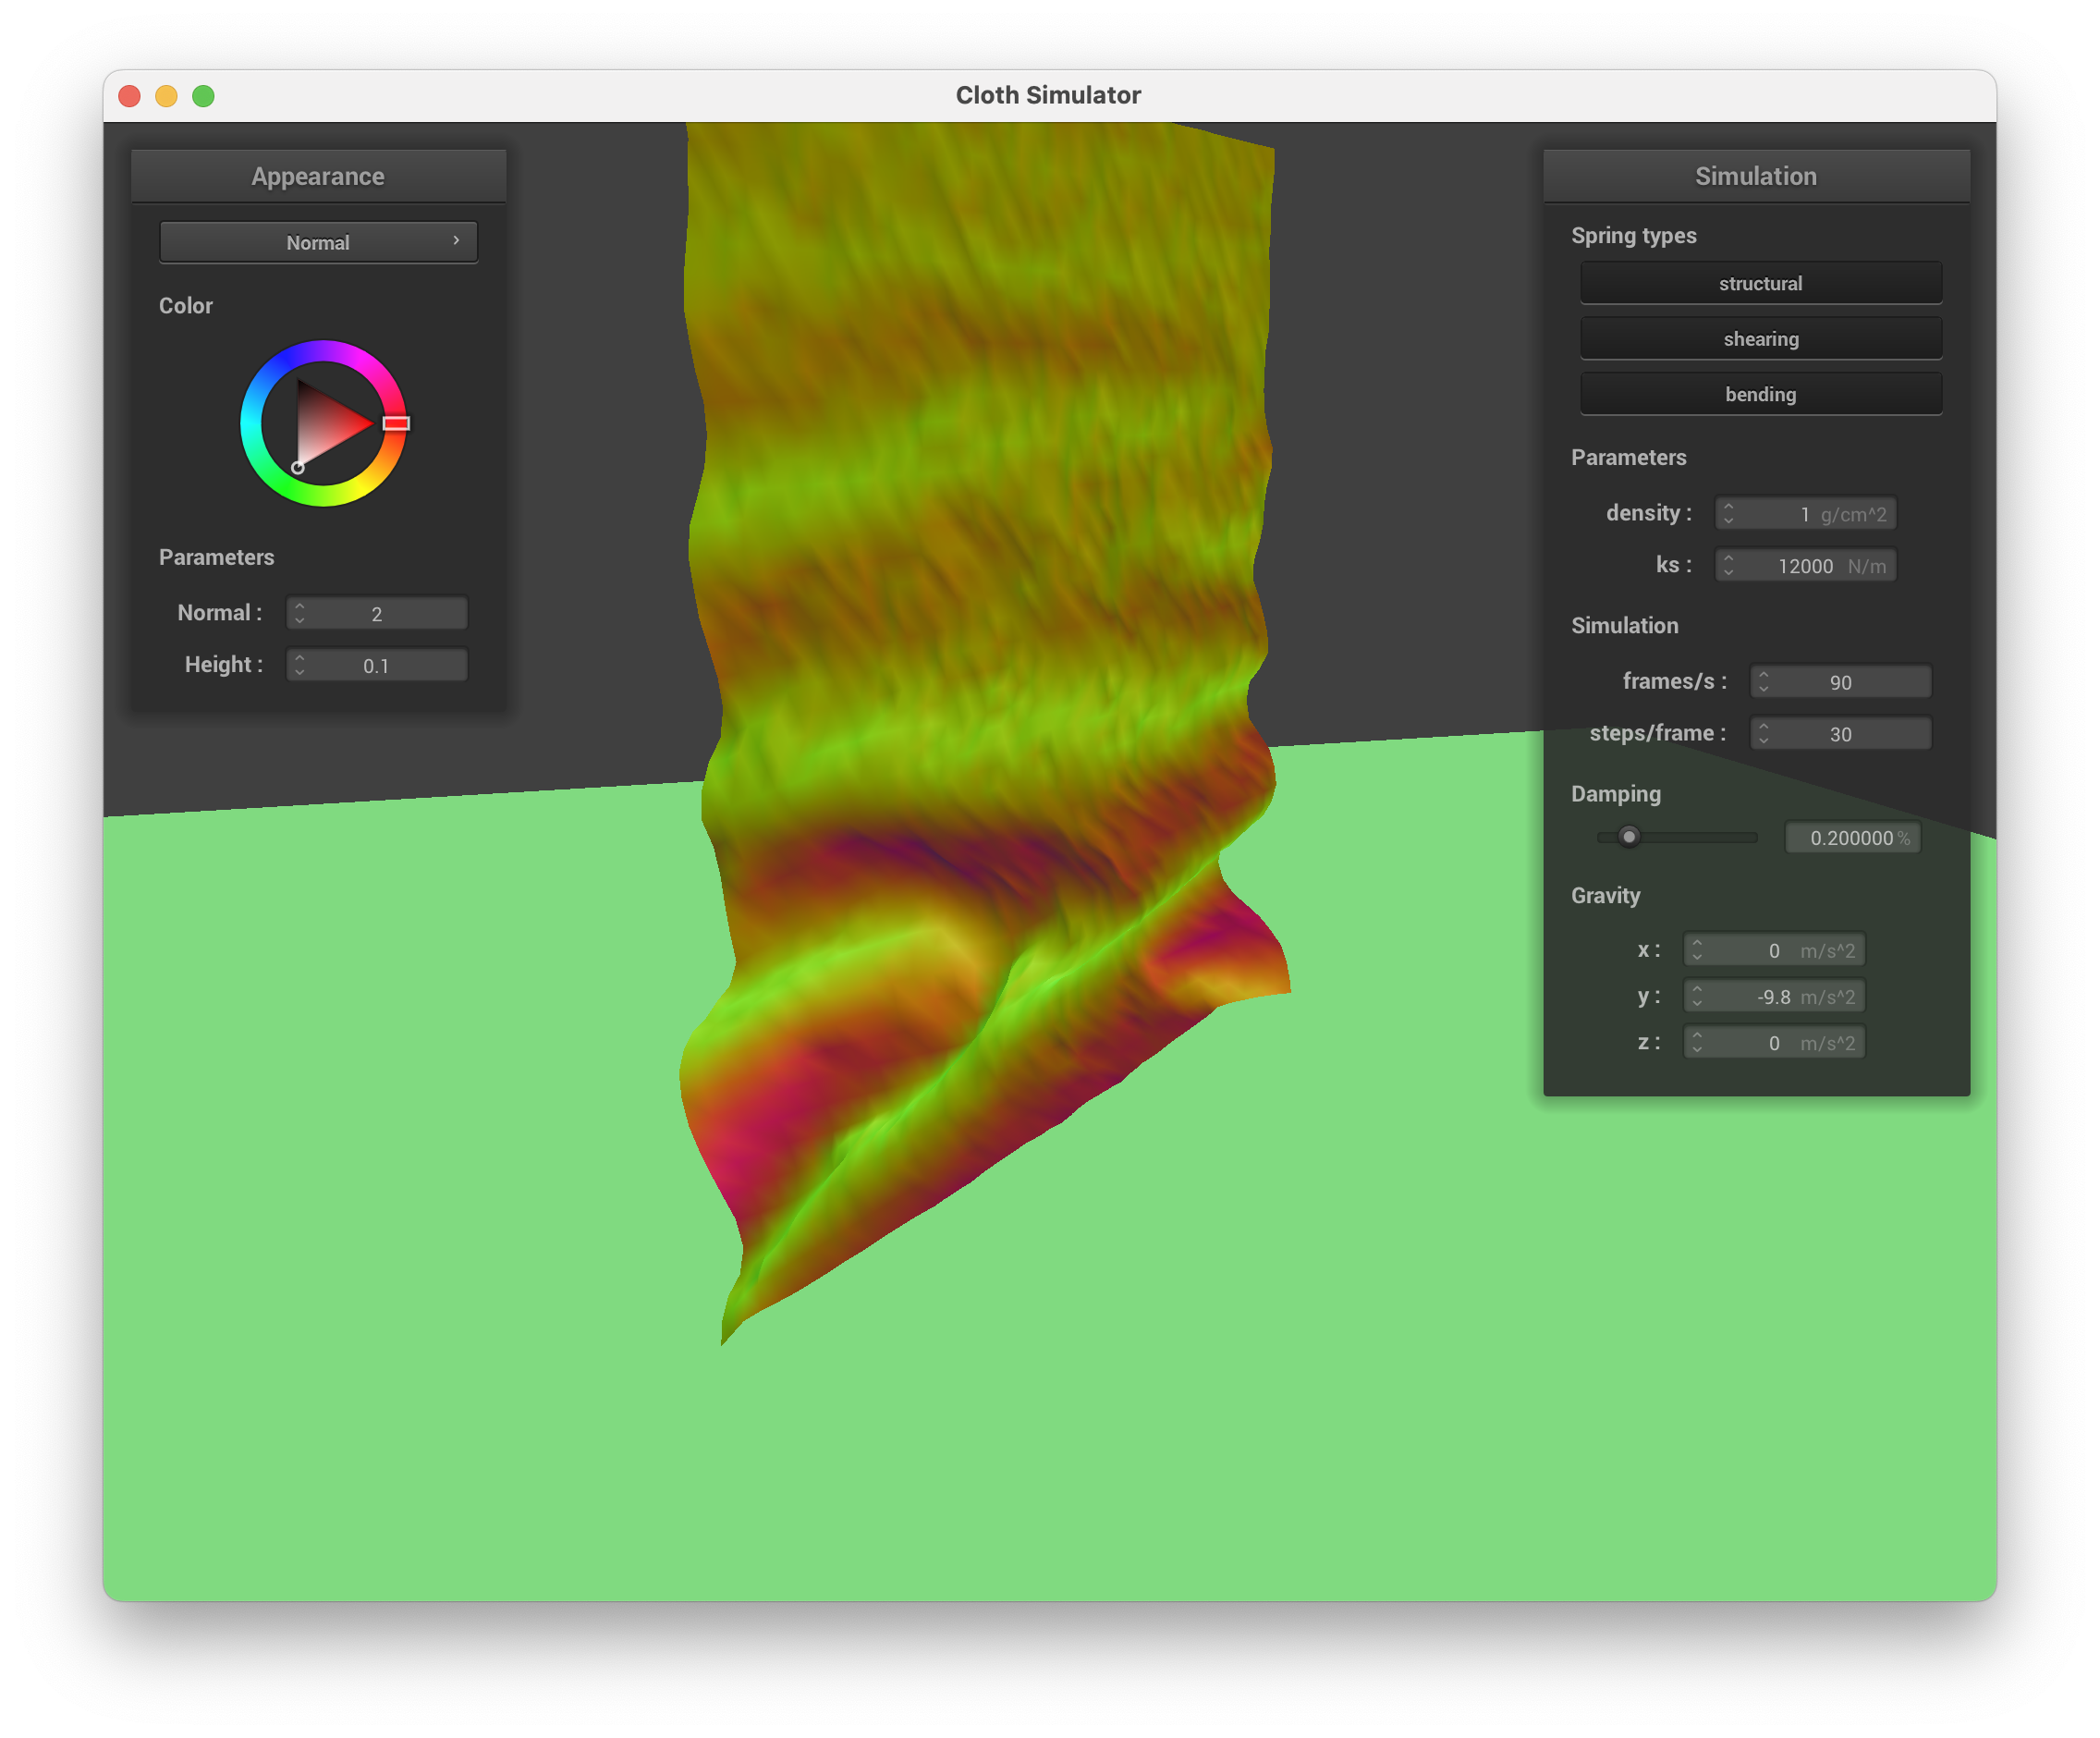 Cloth Simulator
Appearance
Normal
Color
Parameters
Normal : 2
Height : 0.1
Simulation
Spring types
structural
shearing
bending
Parameters
density : 1 g/cm^2
ks : 12000 N/m
Simulation
frames/s : 90
steps/frame : 30
Damping
0.200000 %
Gravity
x : 0 m/s^2
y : -9.8 m/s^2
z : 0 m/s^2